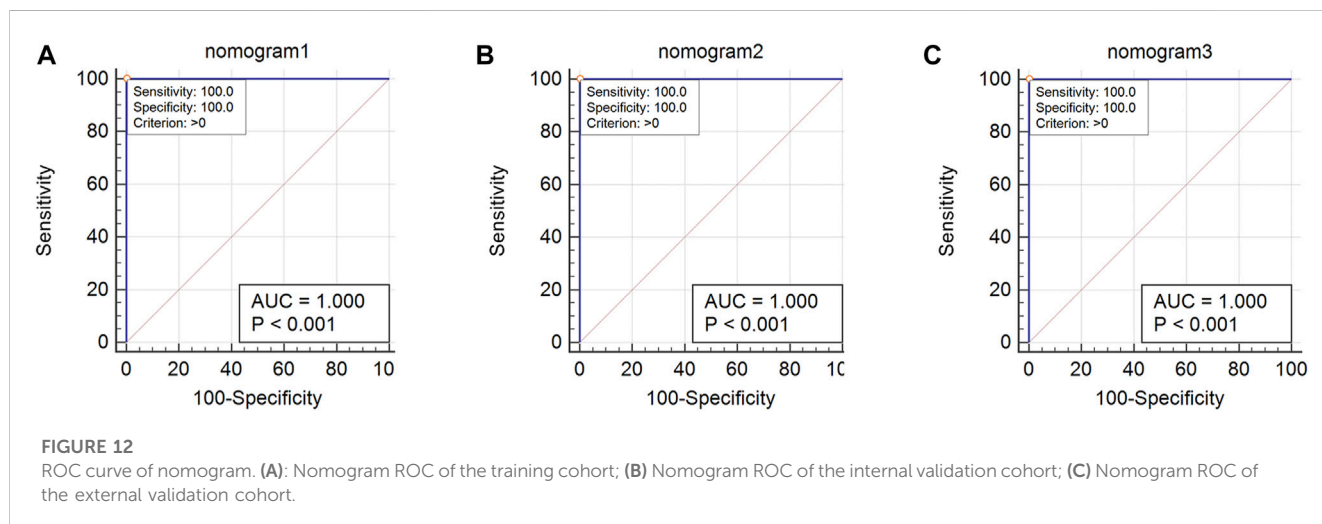 A
nomogram1
100
80
60
40
20
0
Sensitivity
Sensitivity: 100.0
Specificity: 100.0
Criterion: >0
AUC = 1.000
P < 0.001
0 20 40 60 80 10
100-Specificity
B
nomogram2
100
80
60
40
20
0
Sensitivity
Sensitivity: 100.0
Specificity: 100.0
Criterion: >0
AUC = 1.000
P < 0.001
0 20 40 60 80 10
100-Specificity
C
nomogram3
100
80
60
40
20
0
Sensitivity
Sensitivity: 100.0
Specificity: 100.0
Criterion: >0
AUC = 1.000
P < 0.001
0 20 40 60 80 100
100-Specificity
FIGURE 12
ROC curve of nomogram. (A): Nomogram ROC of the training cohort; (B) Nomogram ROC of the internal validation cohort; (C) Nomogram ROC of
the external validation cohort.